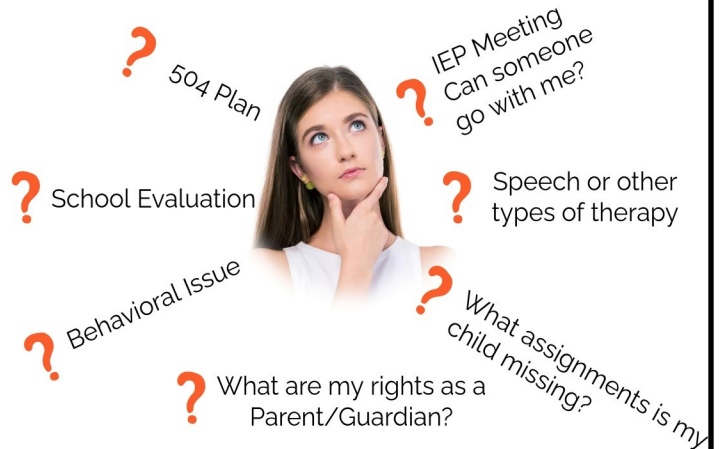 ?
504 Plan
?
IEP Meeting
Can someone
go with me?
?
School Evaluation
?
Speech or other
types of therapy
?
Behavioral Issue
?
What assignments is my
child missing?
?
What are my rights as a
Parent/Guardian?